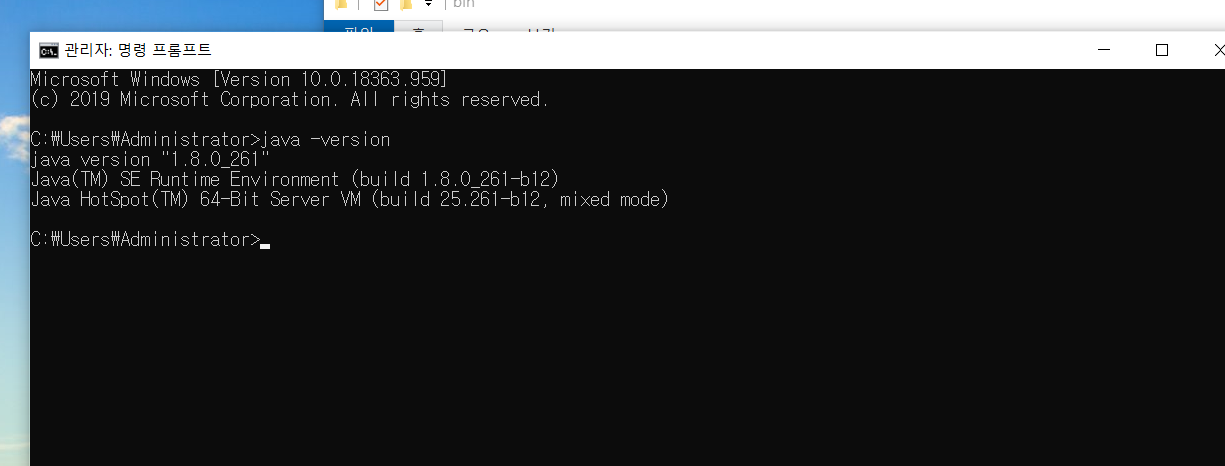 bin
파일
홈
관리자: 명령 프롬프트
Microsoft Windows [Version 10.0.18363.959]
(c) 2019 Microsoft Corporation. All rights reserved.
C:₩Users₩Administrator>java -version
java version "1.8.0_261"
Java(TM) SE Runtime Environment (build 1.8.0_261-b12)
Java HotSpot(TM) 64-Bit Server VM (build 25.261-b12, mixed mode)
C:₩Users₩Administrator>